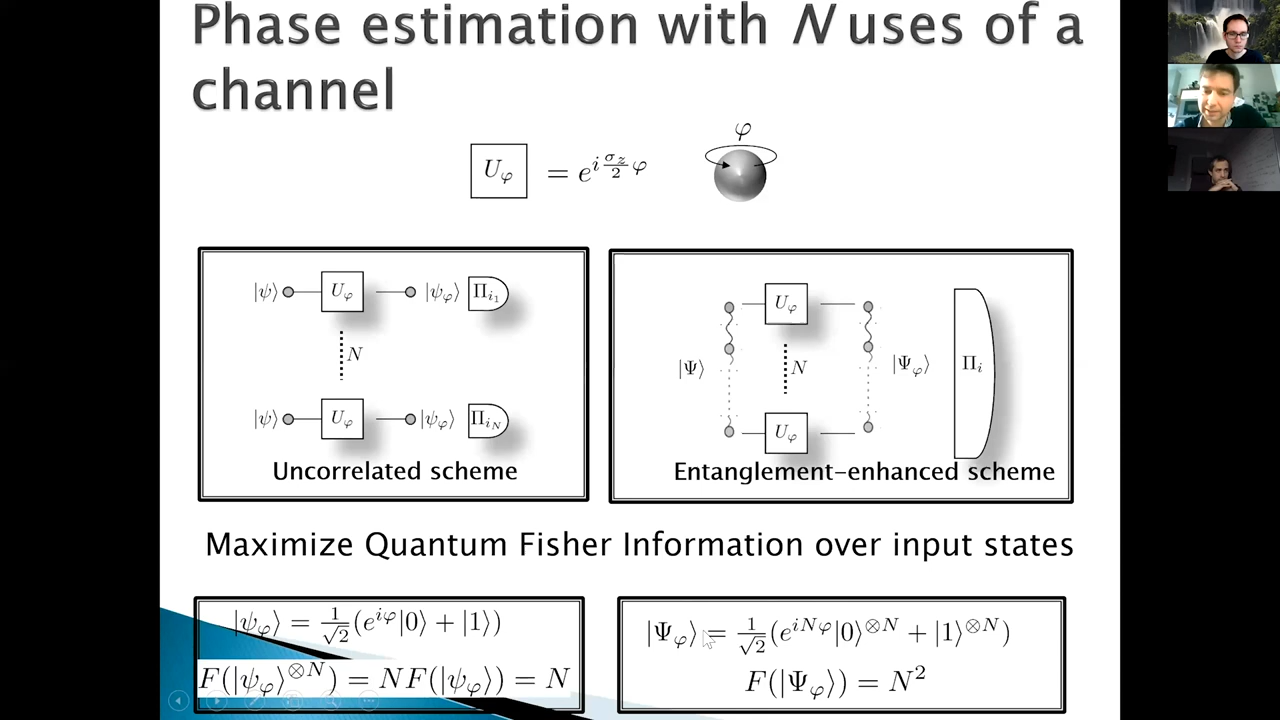 Phase estimation with N uses of a
channel
φ
U_φ = e^{i σ_z/2 φ}
|ψ⟩ U_φ |ψ_φ⟩ Π_{i_1}
N
|ψ⟩ U_φ |ψ_φ⟩ Π_{i_N}
Uncorrelated scheme
U_φ
|Ψ⟩ N |Ψ_φ⟩ Π_i
U_φ
Entanglement-enhanced scheme
Maximize Quantum Fisher Information over input states
|ψ_φ⟩ = 1/√2 (e^{iφ}|0⟩ + |1⟩)
F(|ψ_φ⟩^{⊗N}) = NF(|ψ_φ⟩) = N
|Ψ_φ⟩ = 1/√2 (e^{iNφ}|0⟩^{⊗N} + |1⟩^{⊗N})
F(|Ψ_φ⟩) = N^2